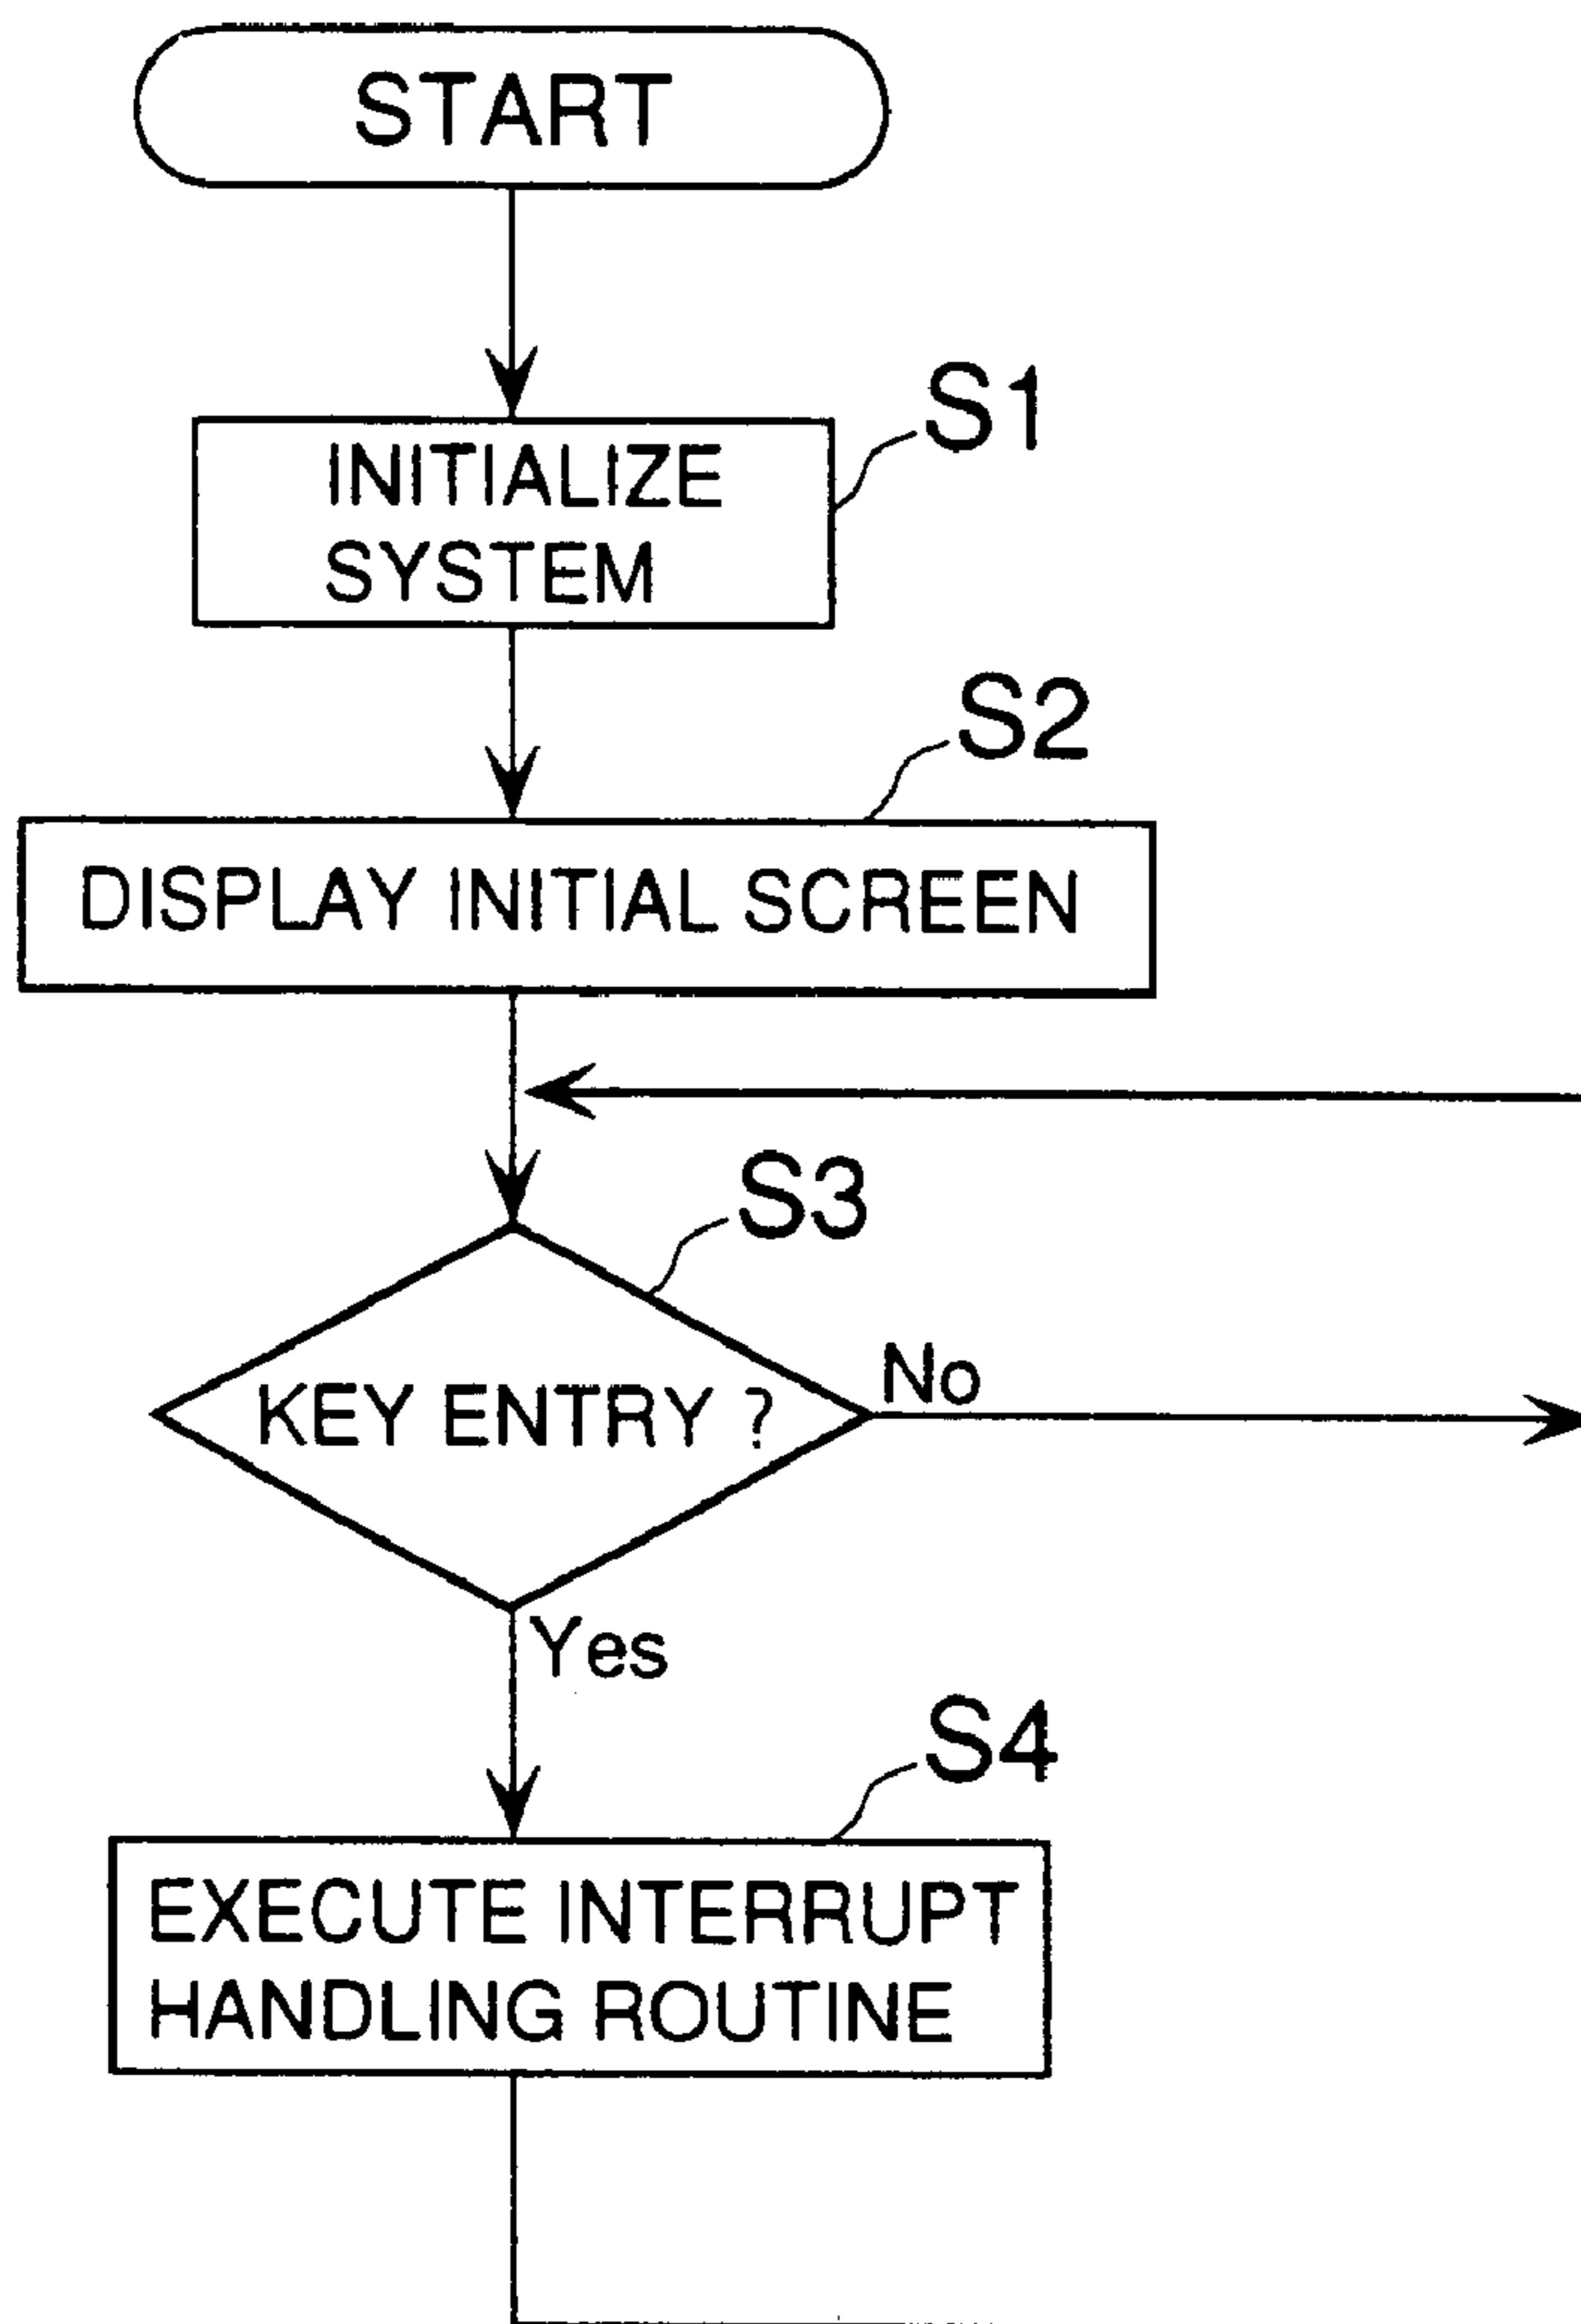 START
S1
INITIALIZE
SYSTEM
S2
DISPLAY INITIAL SCREEN
S3
KEY ENTRY ?
No
Yes
S4
EXECUTE INTERRUPT
HANDLING ROUTINE